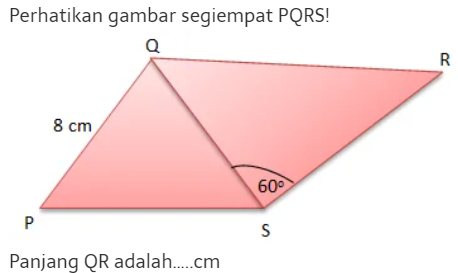 Perhatikan gambar segiempat PQRS!
Q
R
8 cm
60°
P
S
Panjang QR adalah.....cm